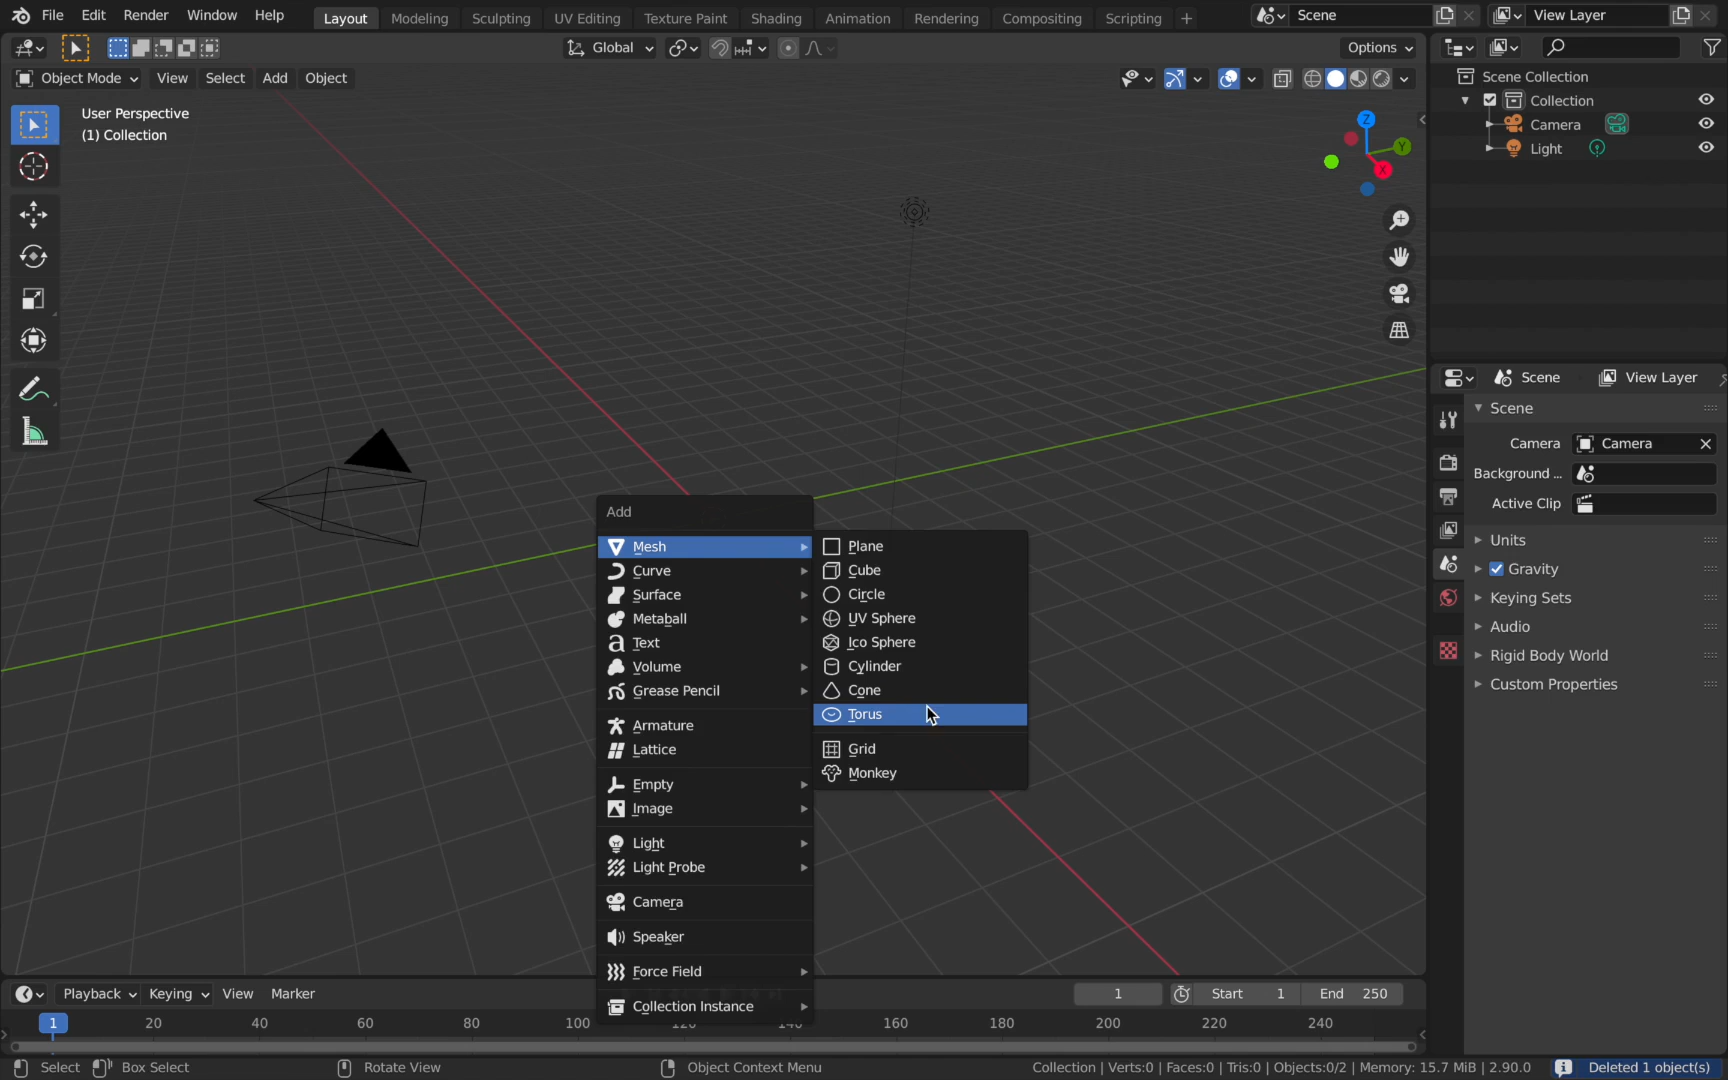 File Edit Render Window Help Layout Modeling Sculpting UV Editing Texture Paint Shading Animation Rendering Compositing Scripting + Scene View Layer
Global Options
Object Mode View Select Add Object
Scene Collection
Collection
Camera
Light
User Perspective
(1) Collection
Z
Y
X
Add
Mesh
Curve
Surface
Metaball
Text
Volume
Grease Pencil
Armature
Lattice
Empty
Image
Light
Light Probe
Camera
Speaker
Force Field
Collection Instance
Plane
Cube
Circle
UV Sphere
Ico Sphere
Cylinder
Cone
Torus
Grid
Monkey
Scene View Layer
Scene
Camera Camera
Background ...
Active Clip
Units
Gravity
Keying Sets
Audio
Rigid Body World
Custom Properties
Playback Keying View Marker 1 Start 1 End 250
1 20 40 60 80 100 120 140 160 180 200 220 240
Select Box Select Rotate View Object Context Menu Collection | Verts:0 | Faces:0 | Tris:0 | Objects:0/2 | Memory: 15.7 MiB | 2.90.0 Deleted 1 object(s)